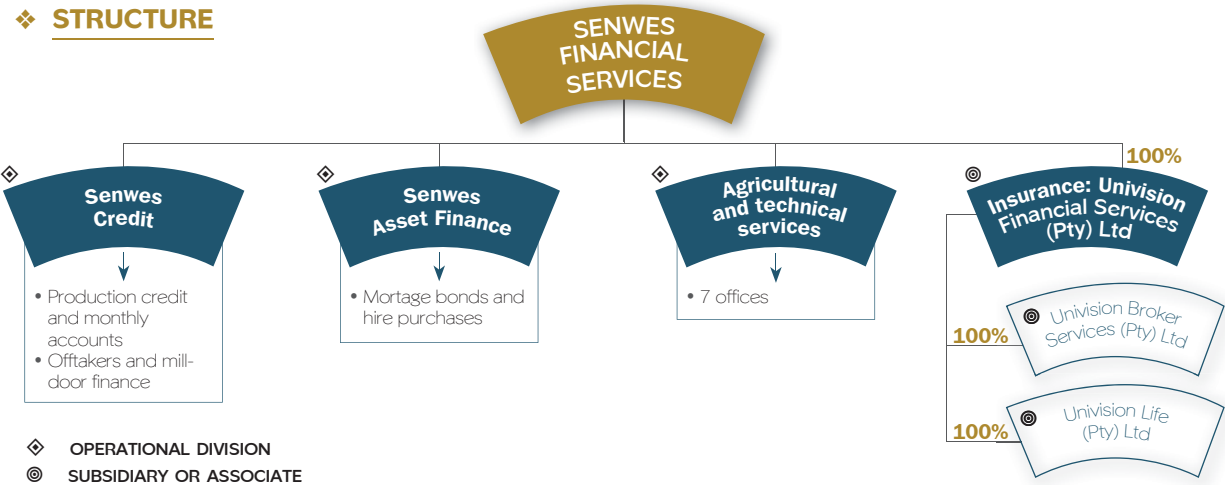 STRUCTURE
SENWES
FINANCIAL
SERVICES
Senwes
Credit
• Production credit
and monthly
accounts
• Offtakers and mill-
door finance
Senwes
Asset Finance
• Mortage bonds and
hire purchases
Agricultural
and technical
services
• 7 offices
100%
Insurance: Univision
Financial Services
(Pty) Ltd
100%
Univision Broker
Services (Pty) Ltd
100%
Univision Life
(Pty) Ltd
OPERATIONAL DIVISION
SUBSIDIARY OR ASSOCIATE